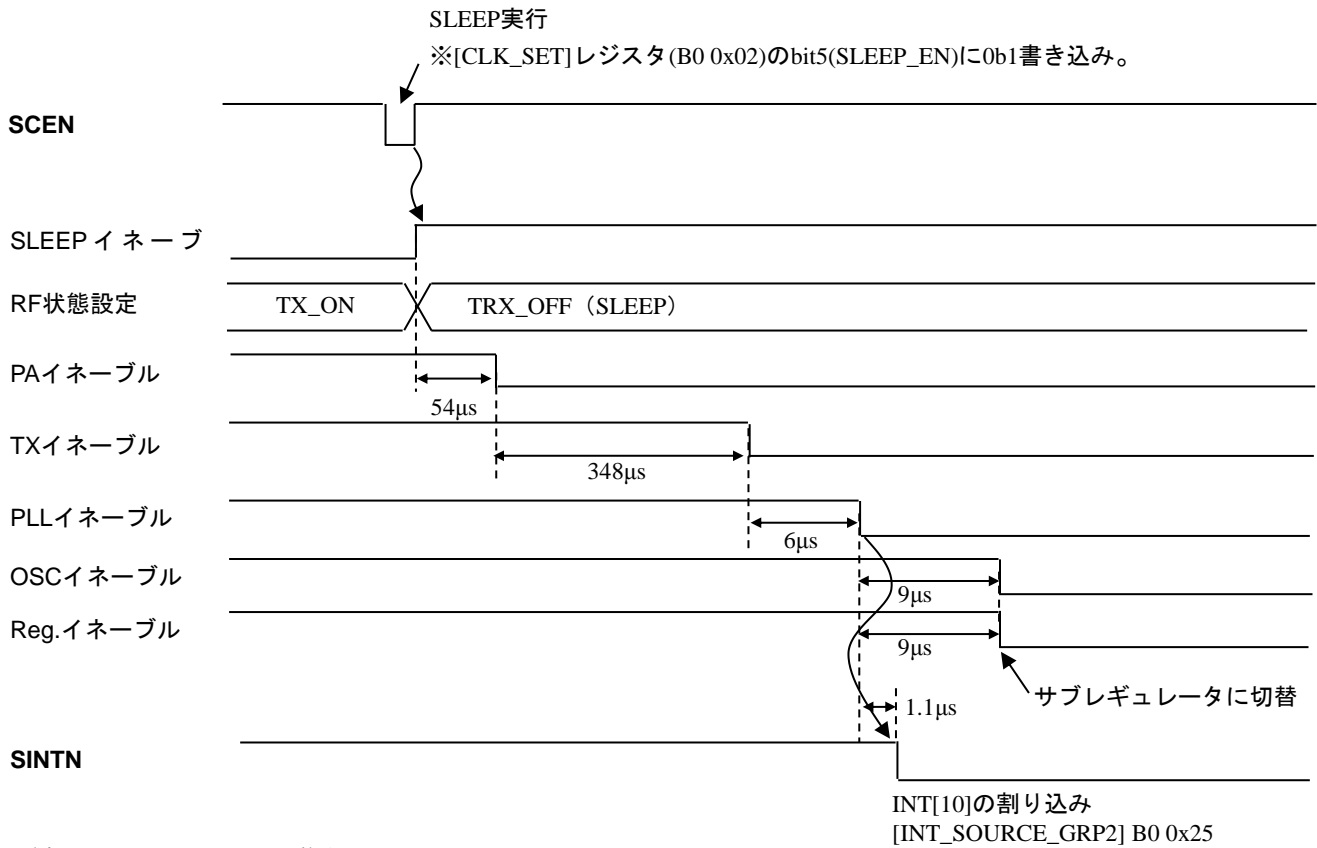 SLEEP実行
※[CLK_SET]レジスタ(B0 0x02)のbit5(SLEEP_EN)に0b1書き込み。
SCEN
SLEEPイネーブ
RF状態設定
TX_ON
TRX_OFF（SLEEP）
PAイネーブル
54μs
TXイネーブル
348μs
PLLイネーブル
6μs
OSCイネーブル
9μs
Reg.イネーブル
9μs
サブレギュレータに切替
1.1μs
SINTN
INT[10]の割り込み
[INT_SOURCE_GRP2] B0 0x25